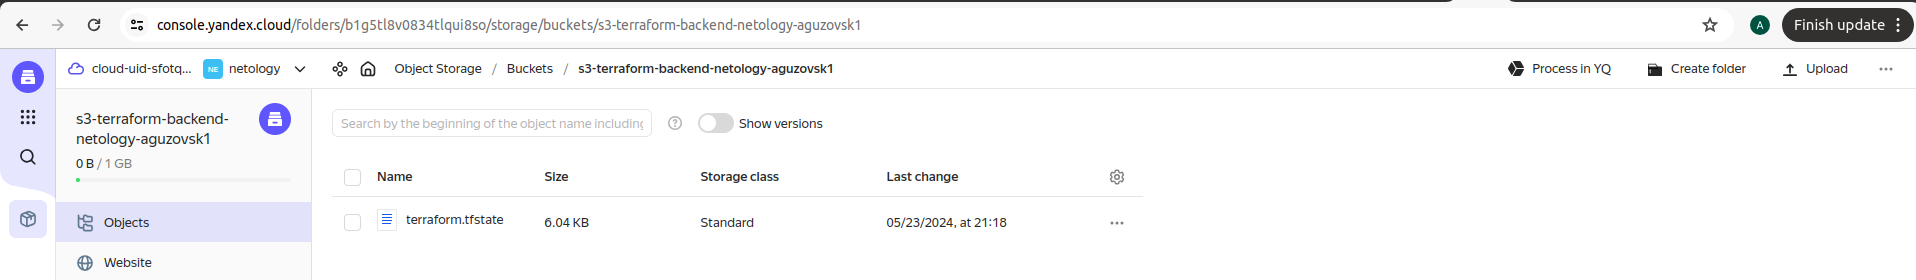 console.yandex.cloud/folders/b1g5tl8v0834tlqui8so/storage/buckets/s3-terraform-backend-netology-aguzovsk1
A
Finish update
cloud-uid-sfotq...
NE
netology
Object Storage / Buckets / s3-terraform-backend-netology-aguzovsk1
Process in YQ
Create folder
Upload
s3-terraform-backend-
netology-aguzovsk1
0 B / 1 GB
Objects
Website
Search by the beginning of the object name including
Show versions
Name Size Storage class Last change
terraform.tfstate 6.04 KB Standard 05/23/2024, at 21:18